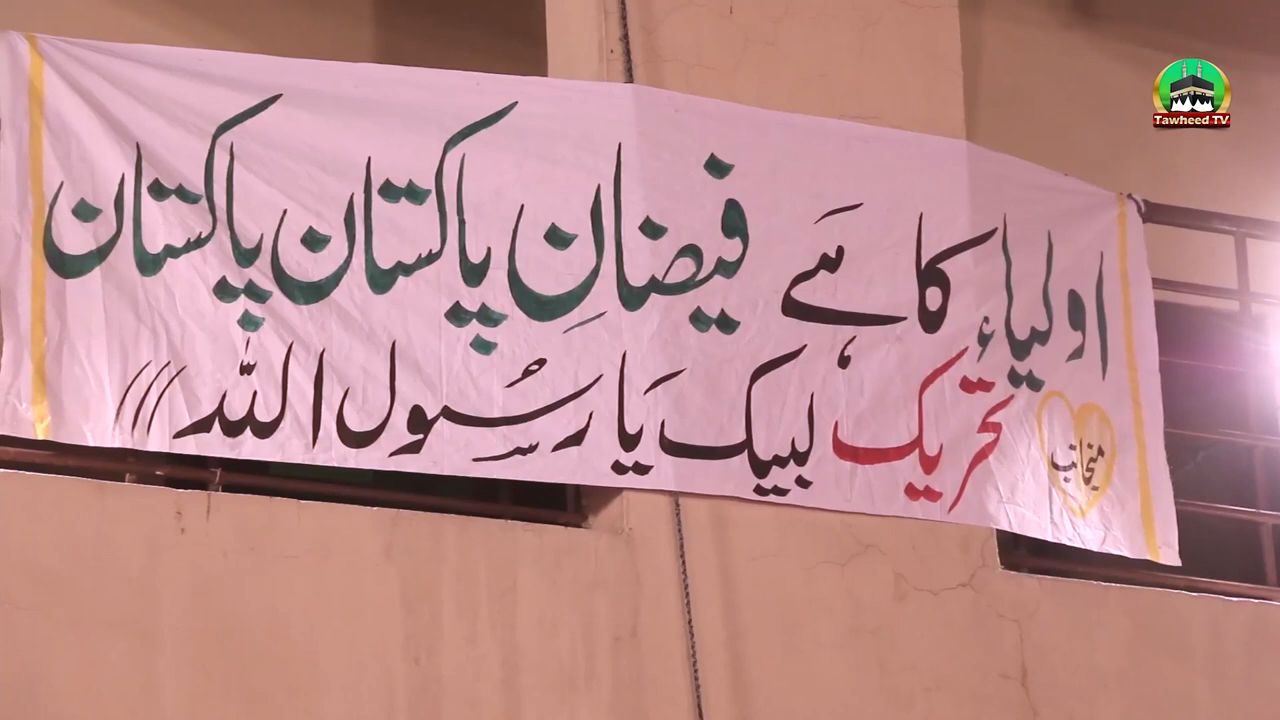 اولیاء کا ہے فیضانِ پاکستان پاکستان
منجانب تحریک لبیک یا رسول اللہ
Tawheed TV